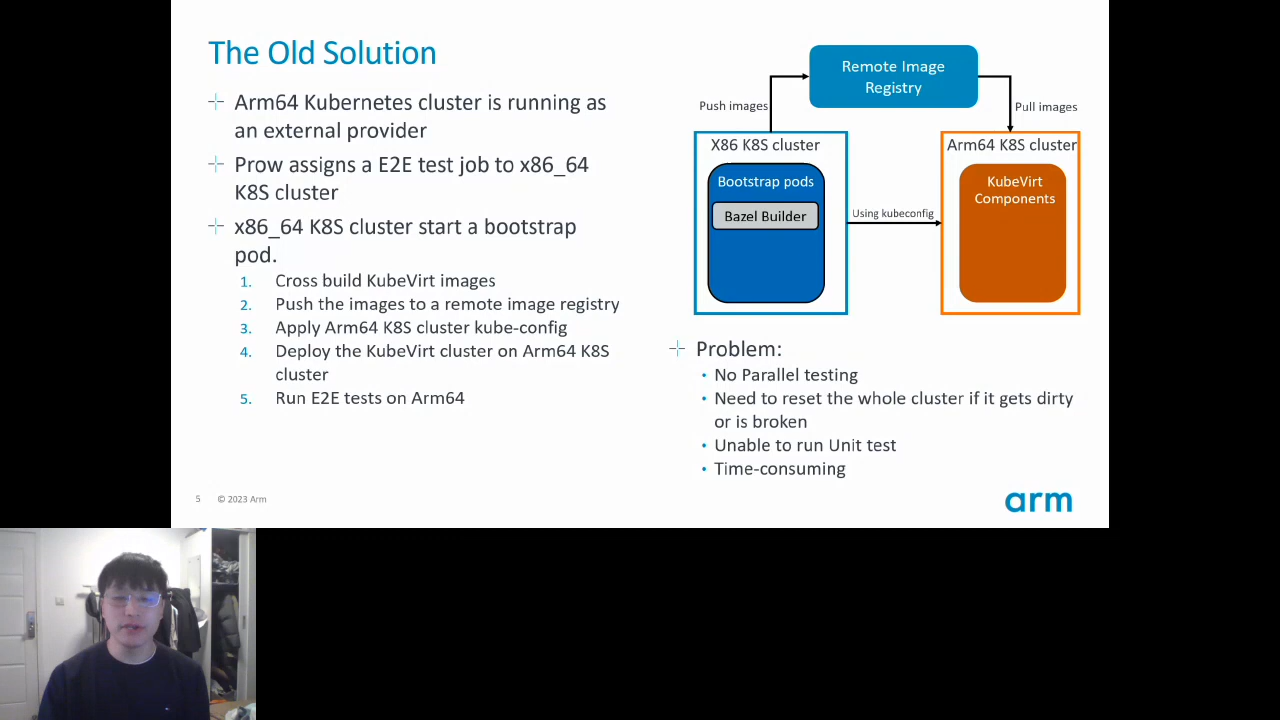 The Old Solution
Arm64 Kubernetes cluster is running as
an external provider
Prow assigns a E2E test job to x86_64
K8S cluster
x86_64 K8S cluster start a bootstrap
pod.
1. Cross build KubeVirt images
2. Push the images to a remote image registry
3. Apply Arm64 K8S cluster kube-config
4. Deploy the KubeVirt cluster on Arm64 K8S
cluster
5. Run E2E tests on Arm64
Remote Image
Registry
Push images
Pull images
X86 K8S cluster
Bootstrap pods
Bazel Builder
Using kubeconfig
Arm64 K8S cluster
KubeVirt
Components
Problem:
• No Parallel testing
• Need to reset the whole cluster if it gets dirty
or is broken
• Unable to run Unit test
• Time-consuming
5 © 2023 Arm
arm